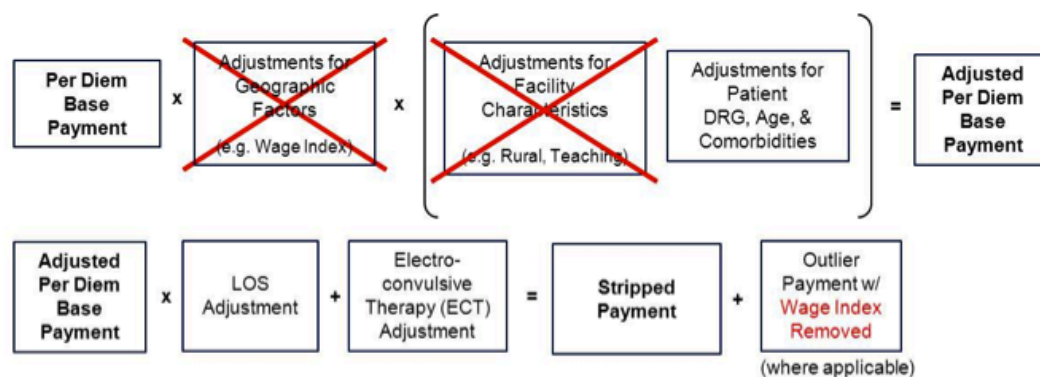 Per Diem
Base
Payment
x
Adjustments for
Geographic
Factors
(e.g. Wage Index)
x
Adjustments for
Facility
Characteristics
(e.g. Rural, Teaching)
Adjustments for
Patient
DRG, Age, &
Comorbidities
=
Adjusted
Per Diem
Base
Payment
Adjusted
Per Diem
Base
Payment
x
LOS
Adjustment
+
Electro-
convulsive
Therapy (ECT)
Adjustment
=
Stripped
Payment
+
Outlier
Payment w/
Wage Index
Removed
(where applicable)